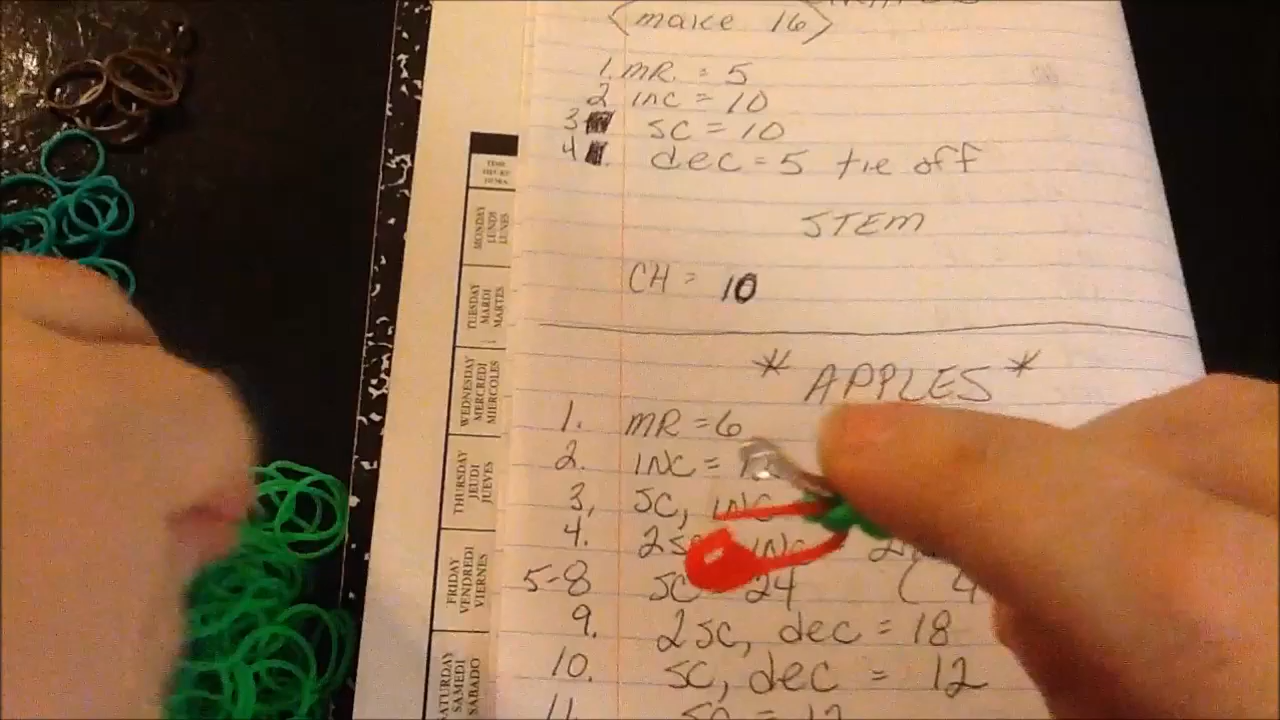 (make 16)
1. MR. = 5
2 inc = 10
3 SC = 10
4 . dec = 5 tie off
STEM
CH = 10
* APPLES *
1. MR = 6
2. INC =
3, SC, INC
4.
5-8 SC 24
9. 2SC, dec = 18
10. SC, dec = 12
11. SC = 12
MONDAY
LUNDI
LUNES
TUESDAY
MARDI
MARTES
WEDNESDAY
MERCREDI
MIERCOLES
THURSDAY
JEUDI
JUEVES
FRIDAY
VENDREDI
VIERNES
SATURDAY
SAMEDI
SABADO